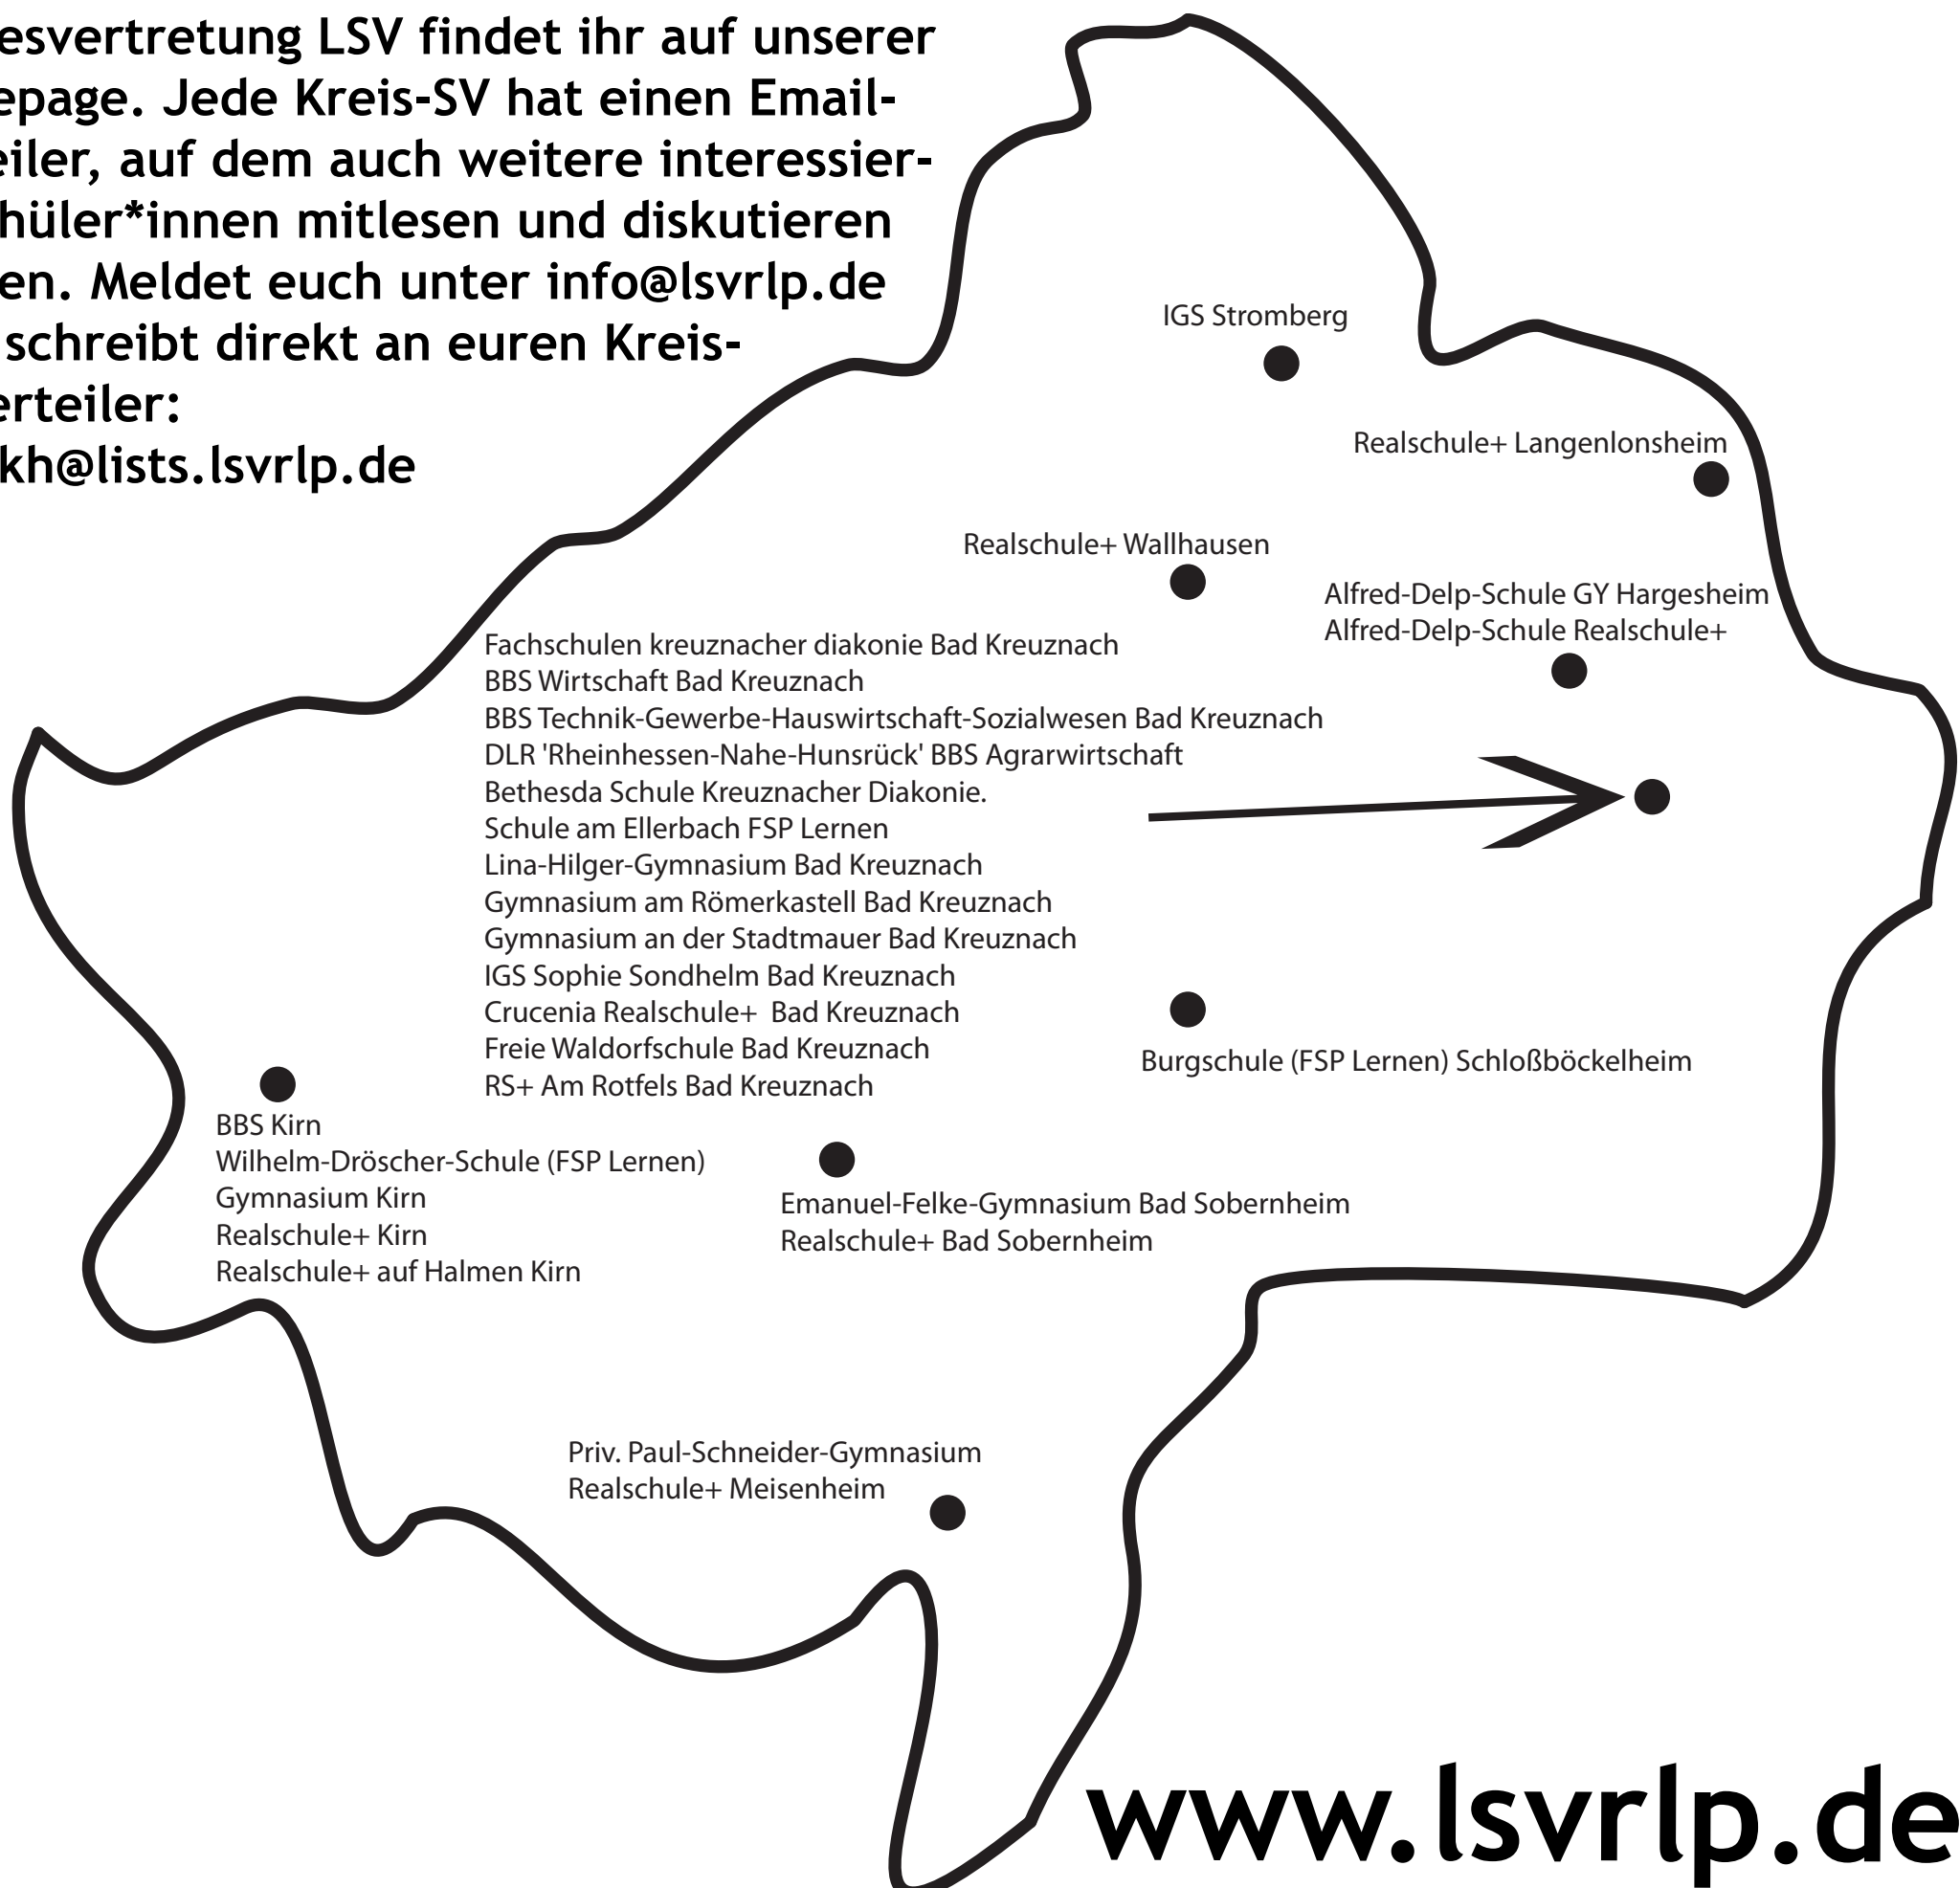 esvertretung LSV findet ihr auf unserer
epage. Jede Kreis-SV hat einen Email-
eiler, auf dem auch weitere interessier-
hüler*innen mitlesen und diskutieren
en. Meldet euch unter info@lsvrlp.de
schreibt direkt an euren Kreis-
erteiler:
kh@lists.lsvrlp.de
IGS Stromberg
Realschule+ Langenlonsheim
Realschule+ Wallhausen
Alfred-Delp-Schule GY Hargesheim
Alfred-Delp-Schule Realschule+
Fachschulen kreuznacher diakonie Bad Kreuznach
BBS Wirtschaft Bad Kreuznach
BBS Technik-Gewerbe-Hauswirtschaft-Sozialwesen Bad Kreuznach
DLR 'Rheinhessen-Nahe-Hunsrück' BBS Agrarwirtschaft
Bethesda Schule Kreuznacher Diakonie.
Schule am Ellerbach FSP Lernen
Lina-Hilger-Gymnasium Bad Kreuznach
Gymnasium am Römerkastell Bad Kreuznach
Gymnasium an der Stadtmauer Bad Kreuznach
IGS Sophie Sondhelm Bad Kreuznach
Crucenia Realschule+  Bad Kreuznach
Freie Waldorfschule Bad Kreuznach
RS+ Am Rotfels Bad Kreuznach
Burgschule (FSP Lernen) Schloßböckelheim
BBS Kirn
Wilhelm-Dröscher-Schule (FSP Lernen)
Gymnasium Kirn
Realschule+ Kirn
Realschule+ auf Halmen Kirn
Emanuel-Felke-Gymnasium Bad Sobernheim
Realschule+ Bad Sobernheim
Priv. Paul-Schneider-Gymnasium
Realschule+ Meisenheim
www.lsvrlp.de